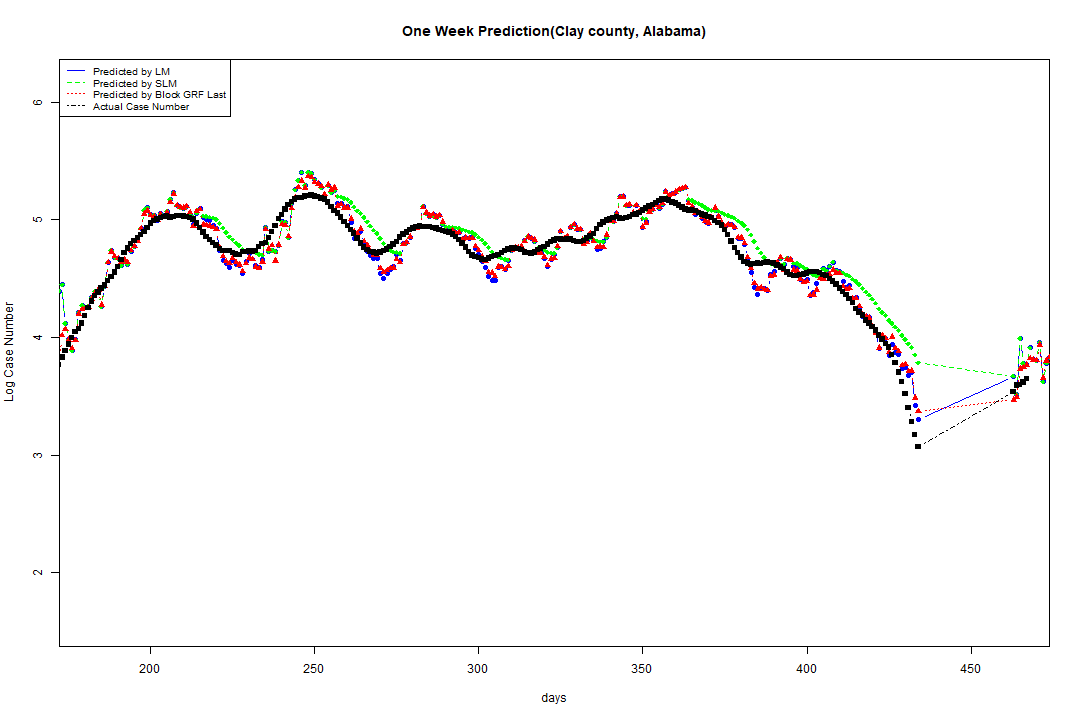 One Week Prediction(Clay county, Alabama)
Predicted by LM
Predicted by SLM
Predicted by Block GRF Last
Actual Case Number
6
5
4
3
2
Log Case Number
200 250 300 350 400 450
days